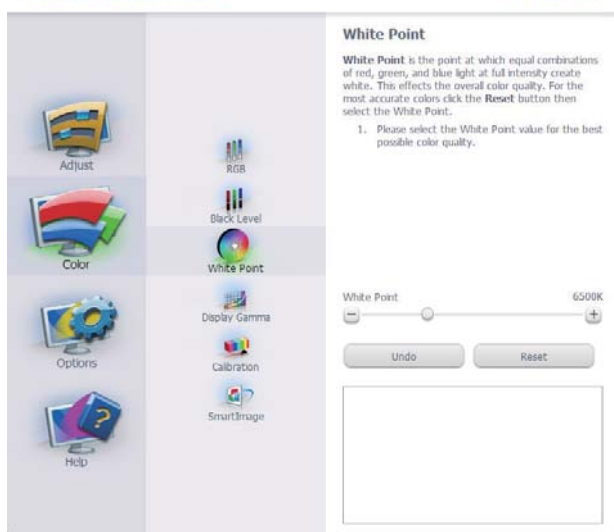 Adjust
Color
Options
Help
RGB
Black Level
White Point
Display Gamma
Calibration
SmartImage
White Point
White Point is the point at which equal combinations
of red, green, and blue light at full intensity create
white. This effects the overall color quality. For the
most accurate colors click the Reset button then
select the White Point.
1. Please select the White Point value for the best
possible color quality.
White Point 6500K
Undo Reset